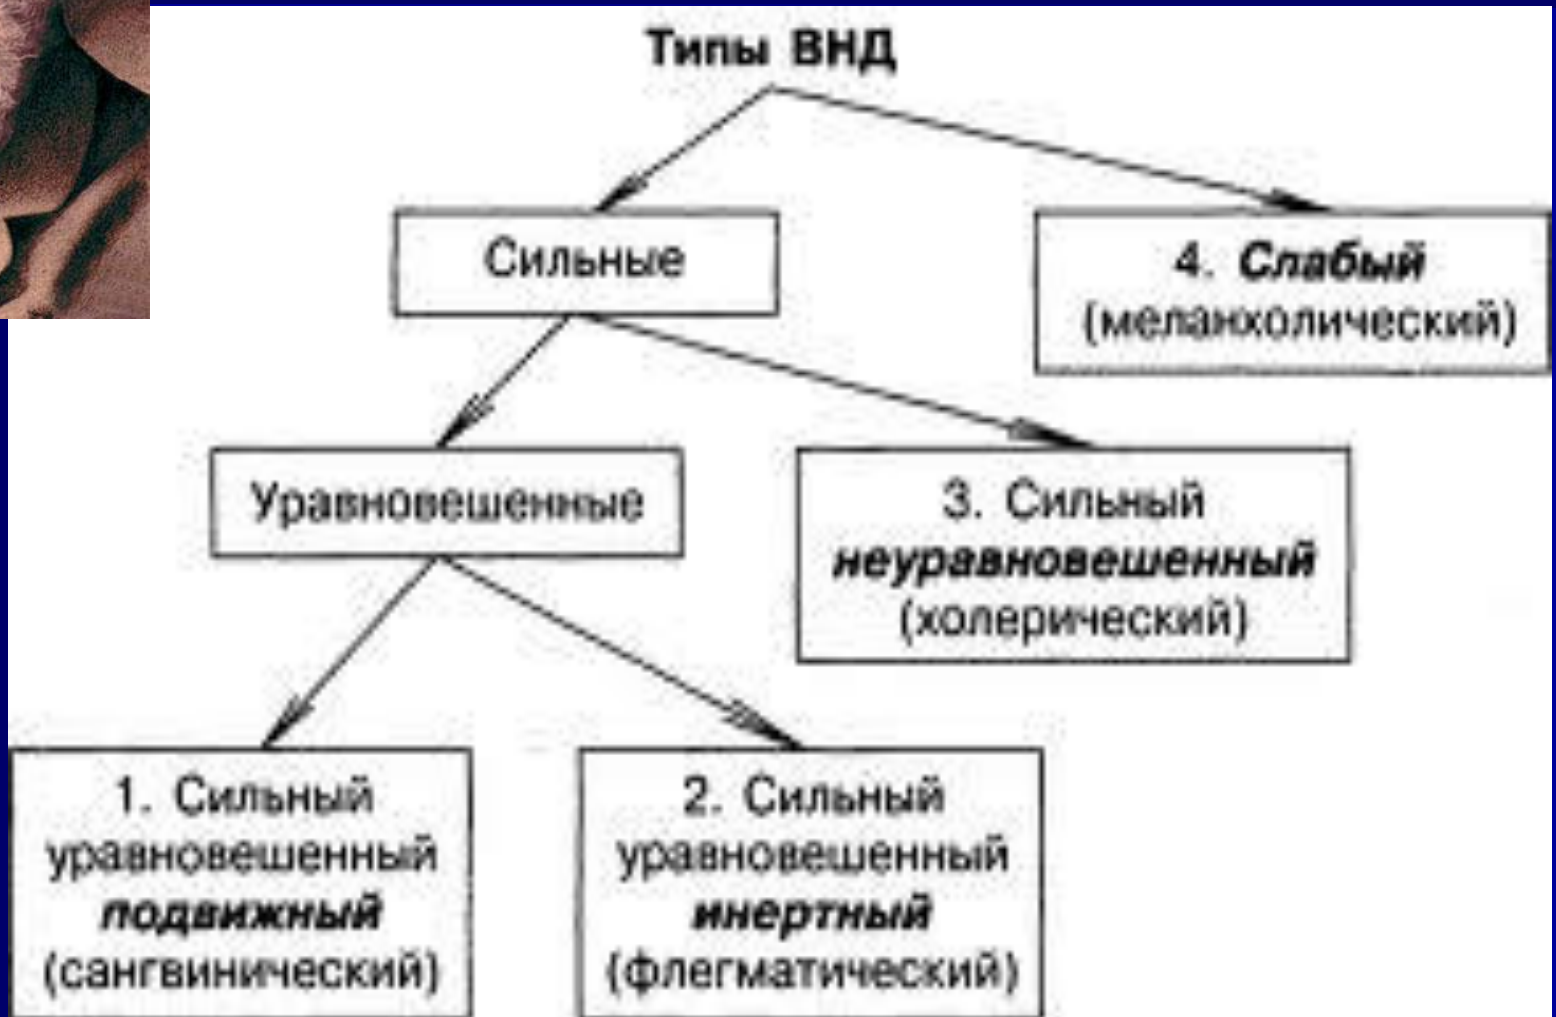 Типы ВНД
Сильные
4. Слабый
(меланхолический)
Уравновешенные
3. Сильный
неуравновешенный
(холерический)
1. Сильный
уравновешенный
подвижный
(сангвинический)
2. Сильный
уравновешенный
инертный
(флегматический)